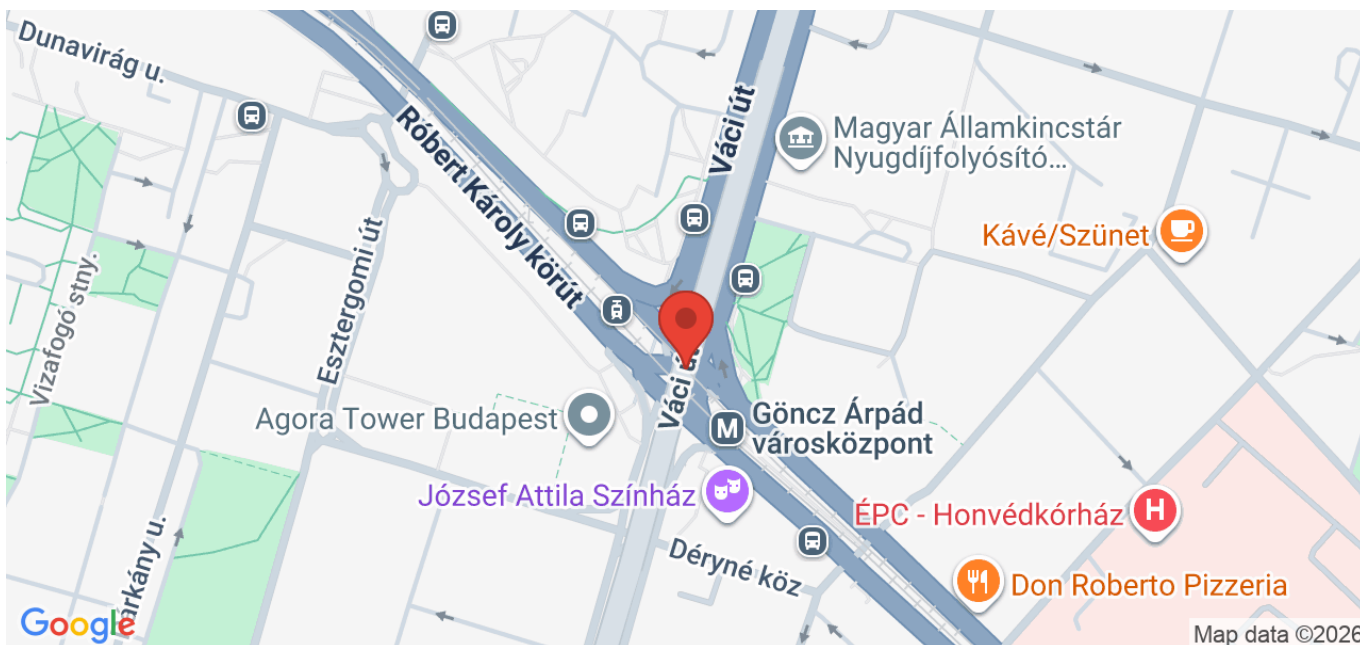 Dunavirág u.
Róbert Károly körút
Váci út
Magyar Államkincstár
Nyugdíjfolyósító...
Kávé/Szünet
Vizafogó stny.
Esztergomi út
Agora Tower Budapest
Váci
Göncz Árpád
városközpont
M
József Attila Színház
ÉPC - Honvédkórház
H
Déryné köz
Don Roberto Pizzeria
Google
Map data ©2026